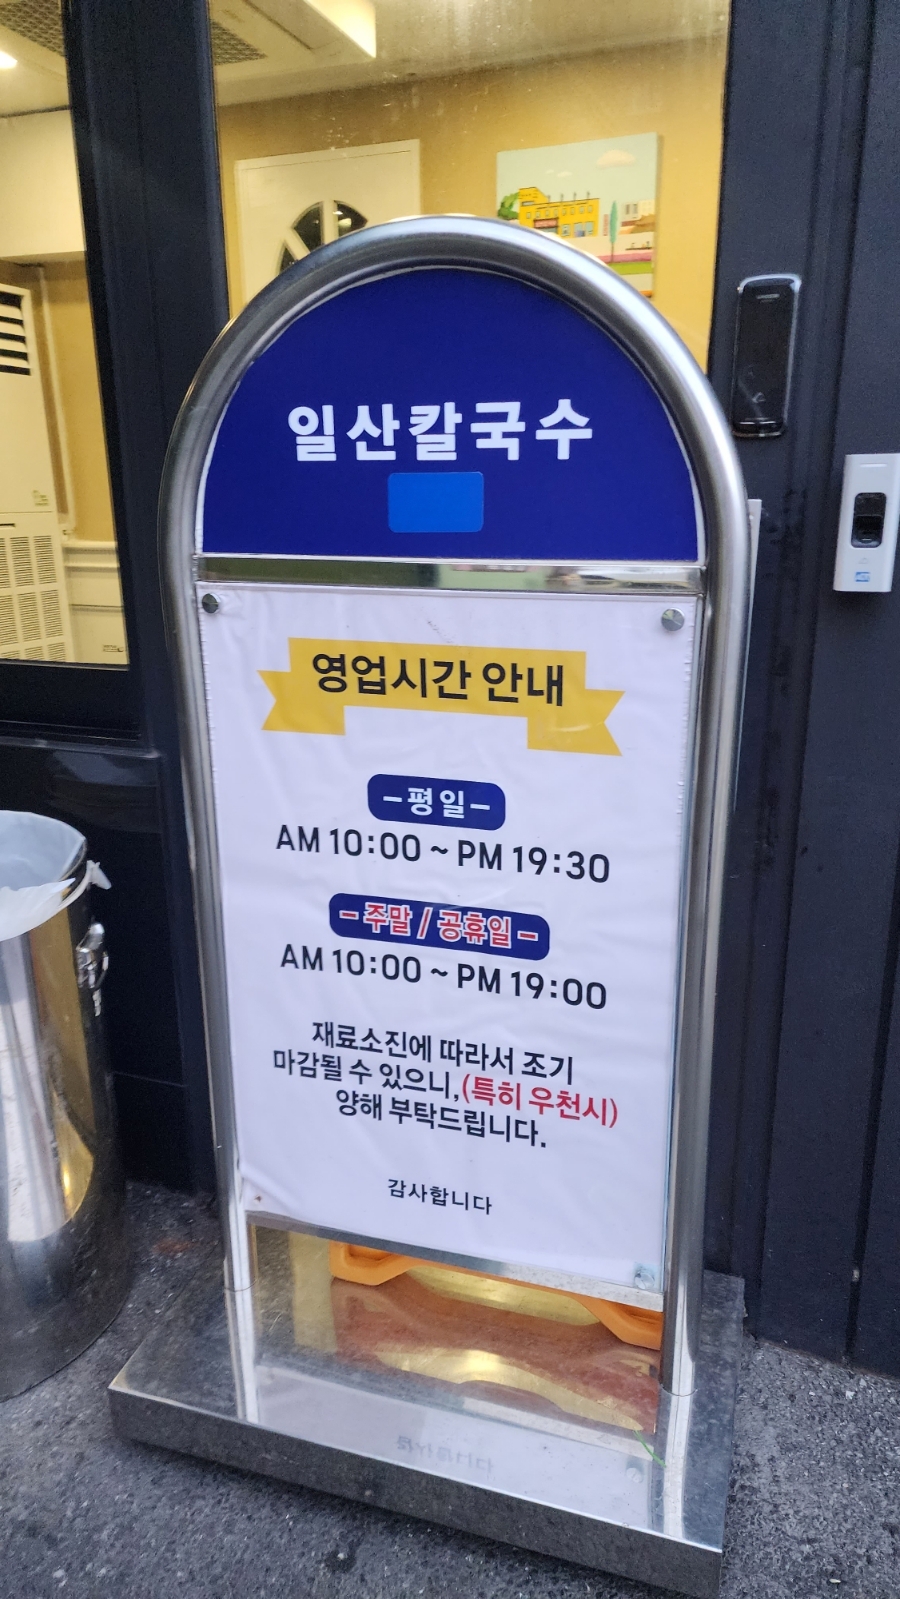 일산칼국수
영업시간 안내
- 평일 -
AM 10:00 ~ PM 19:30
- 주말 / 공휴일 -
AM 10:00 ~ PM 19:00
재료소진에 따라서 조기
마감될 수 있으니,(특히 우천시)
양해 부탁드립니다.
감사합니다